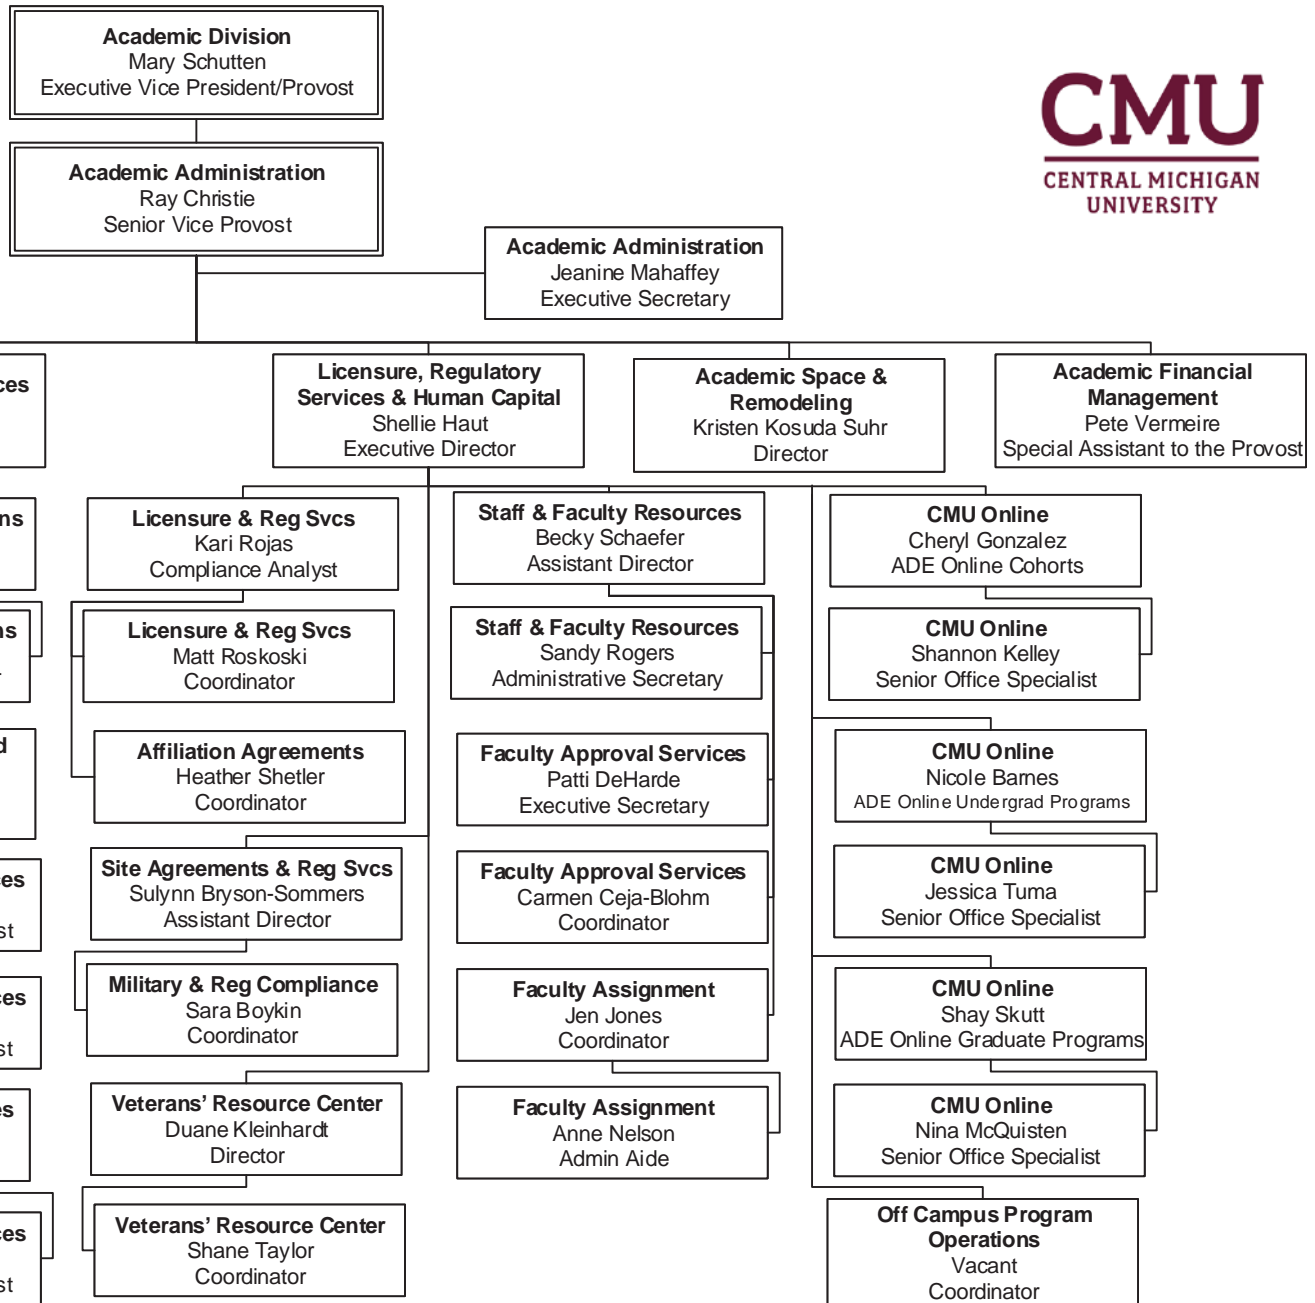 Academic Division
Mary Schutten
Executive Vice President/Provost
CMU
CENTRAL MICHIGAN
UNIVERSITY
Academic Administration
Ray Christie
Senior Vice Provost
Academic Administration
Jeanine Mahaffey
Executive Secretary
Licensure, Regulatory
Services & Human Capital
Shellie Haut
Executive Director
Academic Space &
Remodeling
Kristen Kosuda Suhr
Director
Academic Financial
Management
Pete Vermeire
Special Assistant to the Provost
Licensure & Reg Svcs
Kari Rojas
Compliance Analyst
Licensure & Reg Svcs
Matt Roskoski
Coordinator
Affiliation Agreements
Heather Shetler
Coordinator
Site Agreements & Reg Svcs
Sulynn Bryson-Sommers
Assistant Director
Military & Reg Compliance
Sara Boykin
Coordinator
Veterans' Resource Center
Duane Kleinhardt
Director
Veterans' Resource Center
Shane Taylor
Coordinator
Staff & Faculty Resources
Becky Schaefer
Assistant Director
Staff & Faculty Resources
Sandy Rogers
Administrative Secretary
Faculty Approval Services
Patti DeHarde
Executive Secretary
Faculty Approval Services
Carmen Ceja-Blohm
Coordinator
Faculty Assignment
Jen Jones
Coordinator
Faculty Assignment
Anne Nelson
Admin Aide
CMU Online
Cheryl Gonzalez
ADE Online Cohorts
CMU Online
Shannon Kelley
Senior Office Specialist
CMU Online
Nicole Barnes
ADE Online Undergrad Programs
CMU Online
Jessica Tuma
Senior Office Specialist
CMU Online
Shay Skutt
ADE Online Graduate Programs
CMU Online
Nina McQuisten
Senior Office Specialist
Off Campus Program
Operations
Vacant
Coordinator